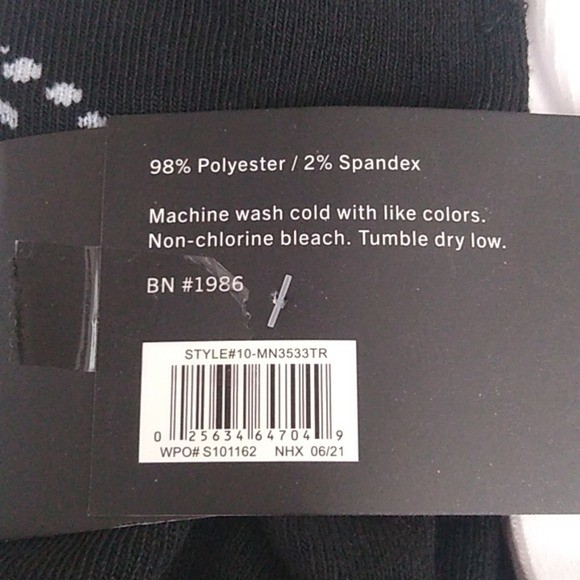 98% Polyester / 2% Spandex
Machine wash cold with like colors.
Non-chlorine bleach. Tumble dry low.
BN #1986
STYLE#10-MN3533TR
0 25634 64704 9
WPO# S101162 NHX 06/21